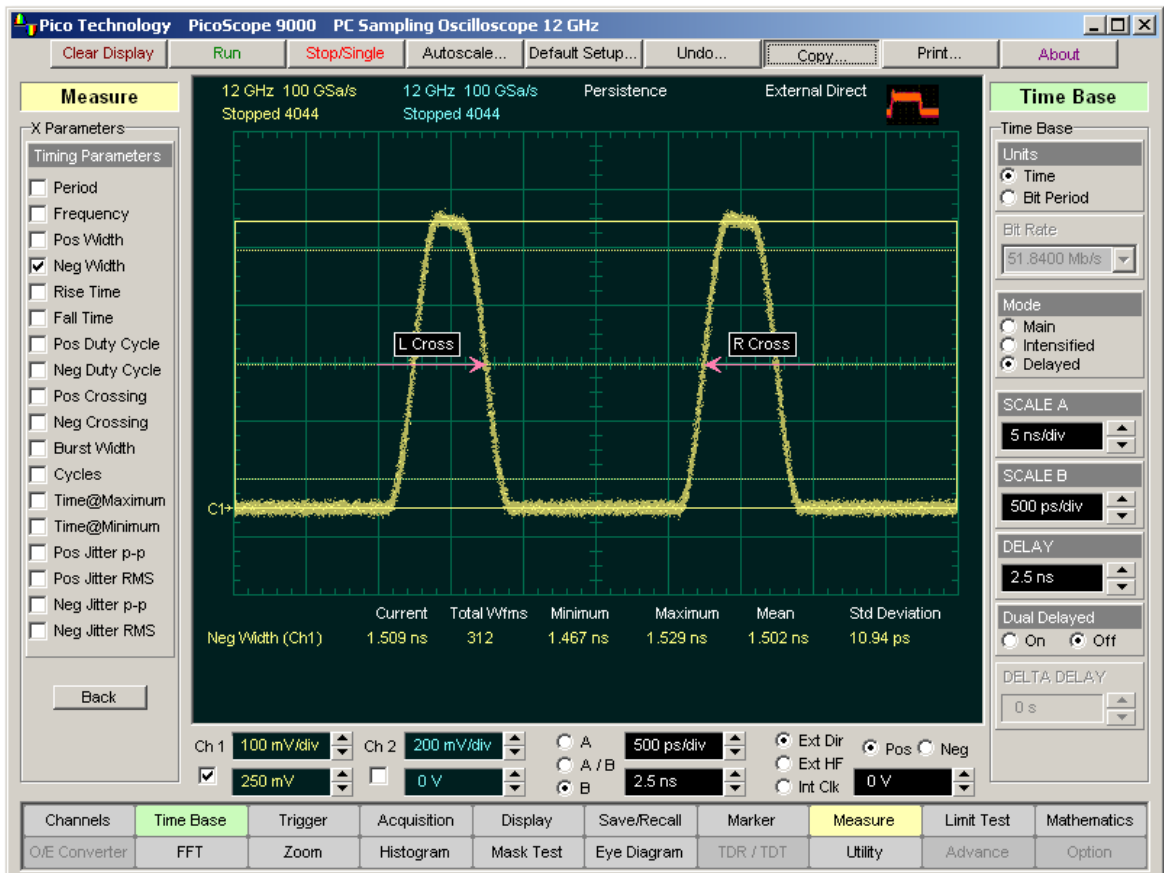 Pico Technology PicoScope 9000 PC Sampling Oscilloscope 12 GHz
Clear Display Run Stop/Single Autoscale... Default Setup... Undo... Copy... Print... About
Measure
X Parameters
Timing Parameters
Period
Frequency
Pos Width
Neg Width
Rise Time
Fall Time
Pos Duty Cycle
Neg Duty Cycle
Pos Crossing
Neg Crossing
Burst Width
Cycles
Time@Maximum
Time@Minimum
Pos Jitter p-p
Pos Jitter RMS
Neg Jitter p-p
Neg Jitter RMS
Back
12 GHz 100 GSa/s 12 GHz 100 GSa/s Persistence External Direct
Stopped 4044 Stopped 4044
L Cross R Cross
C1
Current Total Wfms Minimum Maximum Mean Std Deviation
Neg Width (Ch1) 1.509 ns 312 1.467 ns 1.529 ns 1.502 ns 10.94 ps
Time Base
Time Base
Units
Time
Bit Period
Bit Rate
51.8400 Mb/s
Mode
Main
Intensified
Delayed
SCALE A
5 ns/div
SCALE B
500 ps/div
DELAY
2.5 ns
Dual Delayed
On Off
DELTA DELAY
0 s
Ch 1 100 mV/div Ch 2 200 mV/div A 500 ps/div Ext Dir Pos Neg
A / B Ext HF
250 mV 0 V B 2.5 ns Int Clk 0 V
Channels Time Base Trigger Acquisition Display Save/Recall Marker Measure Limit Test Mathematics
O/E Converter FFT Zoom Histogram Mask Test Eye Diagram TDR / TDT Utility Advance Option